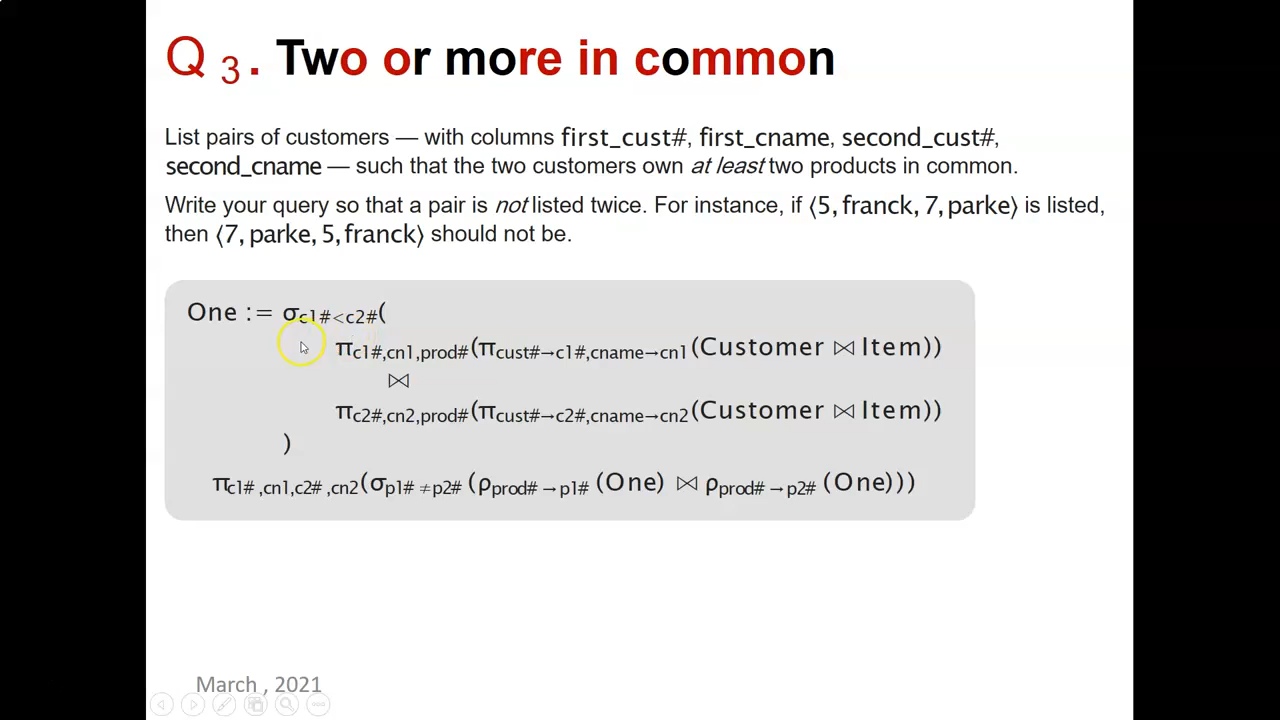 Q 3. Two or more in common
List pairs of customers — with columns first_cust#, first_cname, second_cust#,
second_cname — such that the two customers own at least two products in common.
Write your query so that a pair is not listed twice. For instance, if ⟨5, franck, 7, parke⟩ is listed,
then ⟨7, parke, 5, franck⟩ should not be.
One := σc1#<c2#(
πc1#,cn1,prod#(πcust#→c1#,cname→cn1(Customer ⋈ Item))
⋈
πc2#,cn2,prod#(πcust#→c2#,cname→cn2(Customer ⋈ Item))
)
πc1#,cn1,c2#,cn2(σp1#≠p2# (ρprod#→p1# (One) ⋈ ρprod#→p2# (One)))
March , 2021